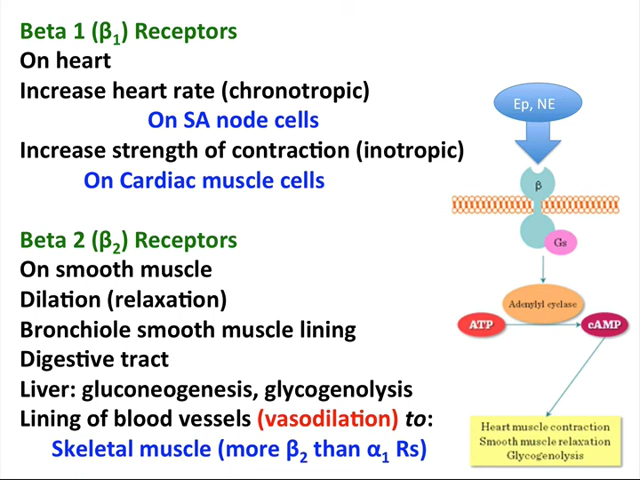 Beta 1 (β₁) Receptors
On heart
Increase heart rate (chronotropic)
On SA node cells
Increase strength of contraction (inotropic)
On Cardiac muscle cells
Beta 2 (β₂) Receptors
On smooth muscle
Dilation (relaxation)
Bronchiole smooth muscle lining
Digestive tract
Liver: gluconeogenesis, glycogenolysis
Lining of blood vessels (vasodilation) to:
Skeletal muscle (more β₂ than α₁ Rs)
Ep, NE
β
Gs
Adenylyl cyclase
ATP
cAMP
Heart muscle contraction
Smooth muscle relaxation
Glycogenolysis